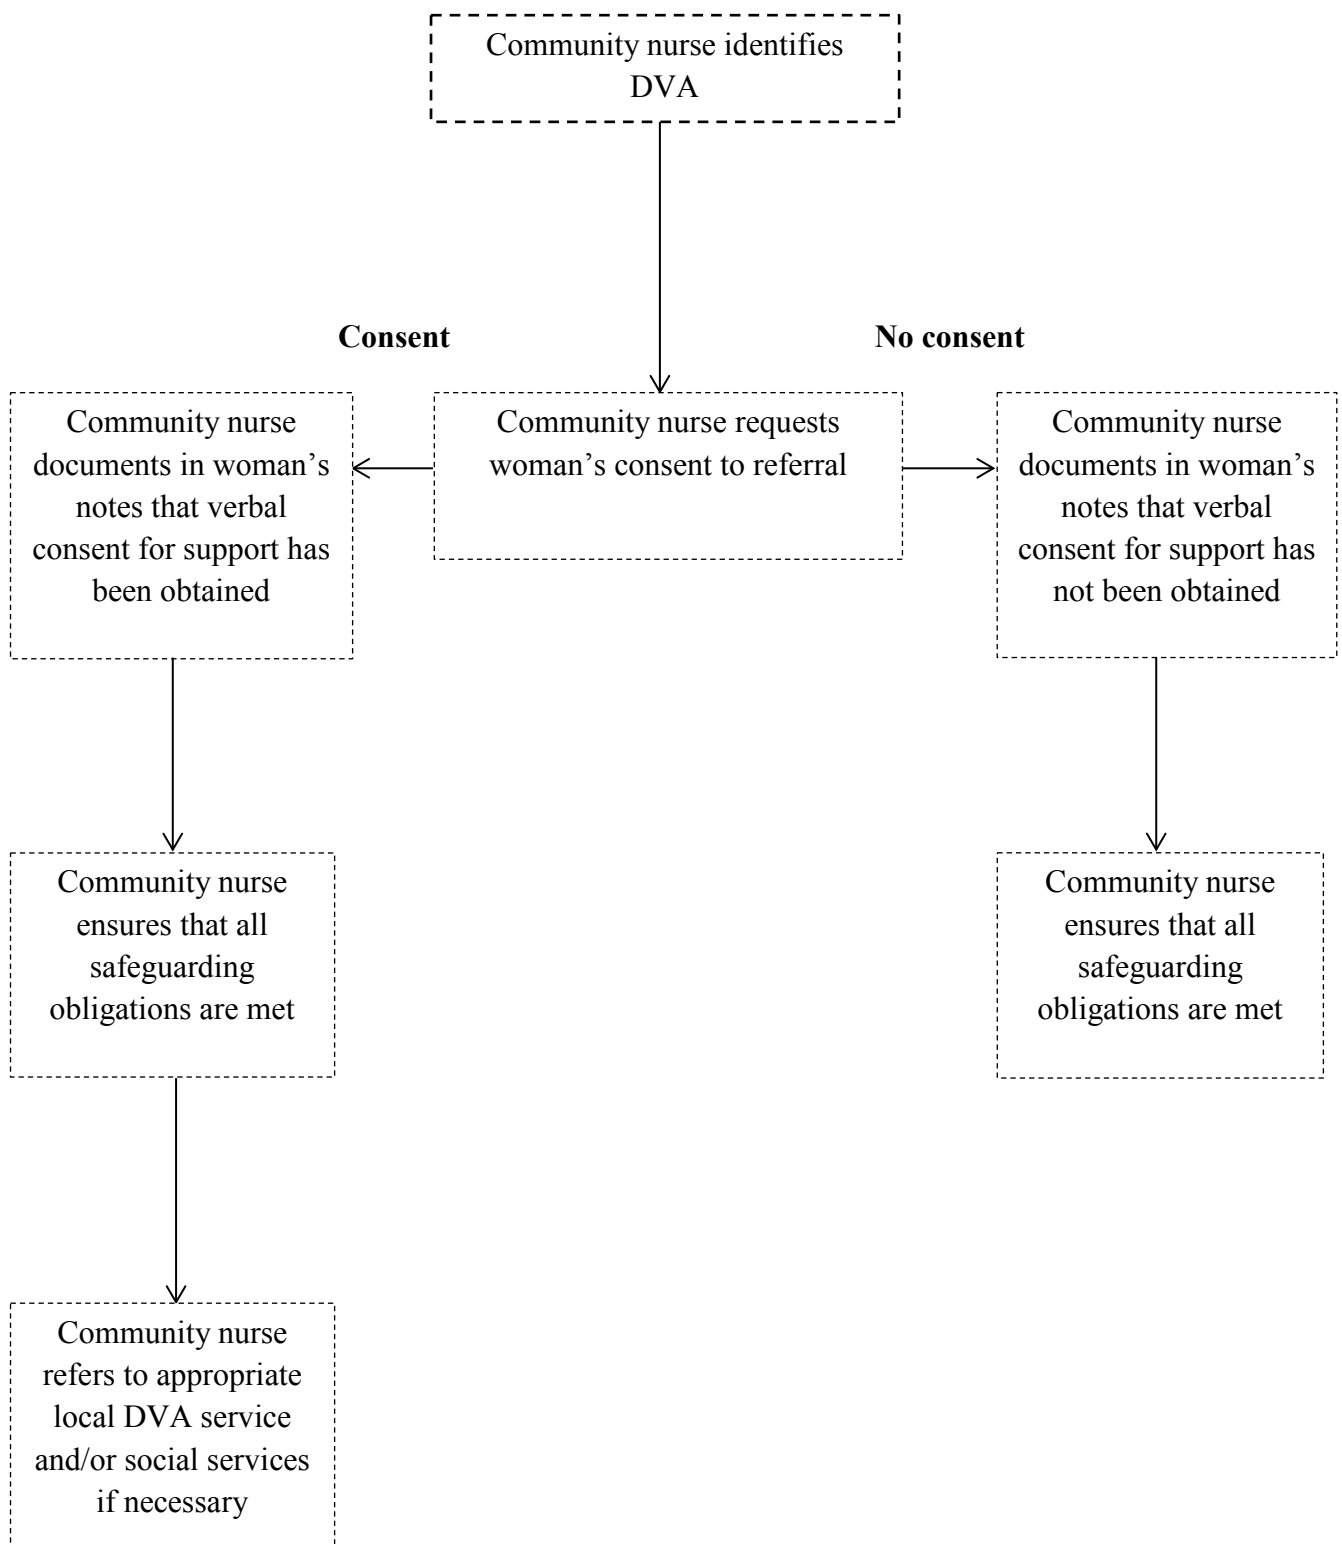 Community nurse identifies
DVA
Consent
No consent
Community nurse
documents in woman’s
notes that verbal
consent for support has
been obtained
Community nurse requests
woman’s consent to referral
Community nurse
documents in woman’s
notes that verbal
consent for support has
not been obtained
Community nurse
ensures that all
safeguarding
obligations are met
Community nurse
ensures that all
safeguarding
obligations are met
Community nurse
refers to appropriate
local DVA service
and/or social services
if necessary